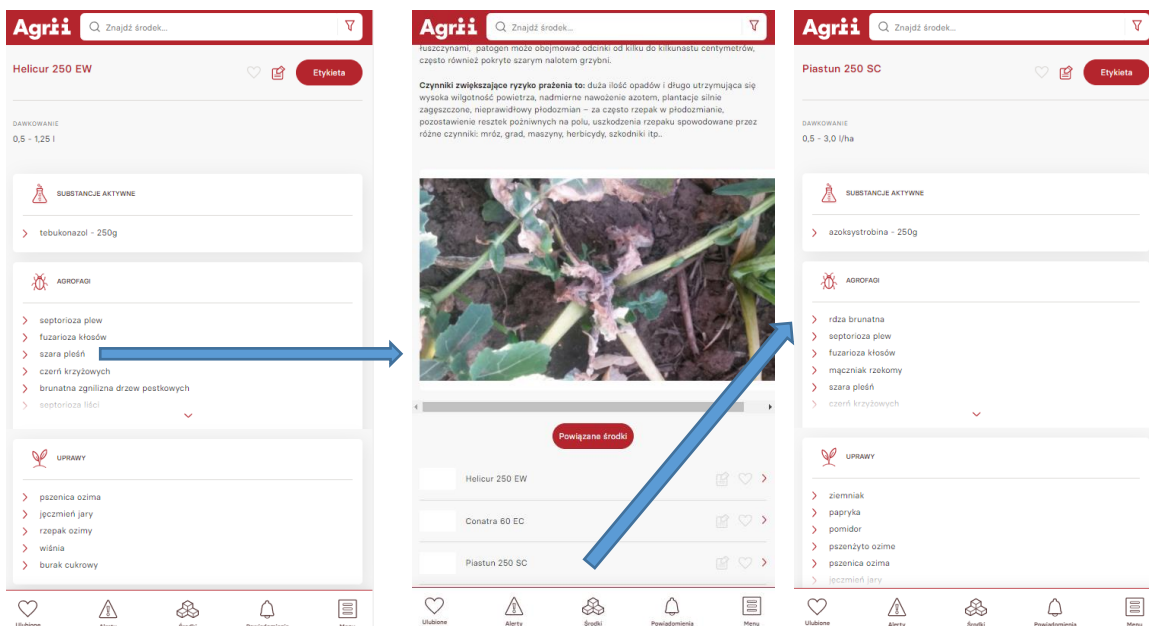 Agrii
Znajdź środek...
Helicur 250 EW
Etykieta
DAWKOWANIE
0,5 - 1,25 l
SUBSTANCJE AKTYWNE
tebukonazol - 250g
AGROFAGI
septorioza plew
fuzarioza kłosów
szara pleśń
czerń krzyżowych
brunatna zgnilizna drzew pestkowych
septorioza liści
UPRAWY
pszenica ozima
jęczmień jary
rzepak ozimy
wiśnia
burak cukrowy
Ulubione Alerty Środki Powiadomienia Menu
Agrii
Znajdź środek...
łuszczynami, patogen może obejmować odcinki od kilku do kilkunastu centymetrów,
często również pokryte szarym nalotem grzybni.
Czynniki zwiększające ryzyko prażenia to: duża ilość opadów i długo utrzymująca się
wysoka wilgotność powietrza, nadmierne nawożenie azotem, plantacje silnie
zagęszczone, nieprawidłowy płodozmian – za często rzepak w płodozmianie,
pozostawienie resztek pożniwnych na polu, uszkodzenia rzepaku spowodowane przez
różne czynniki: mróz, grad, maszyny, herbicydy, szkodniki itp..
Powiązane środki
Helicur 250 EW
Conatra 60 EC
Piastun 250 SC
Ulubione Alerty Środki Powiadomienia Menu
Agrii
Znajdź środek...
Piastun 250 SC
Etykieta
DAWKOWANIE
0,5 - 3,0 l/ha
SUBSTANCJE AKTYWNE
azoksystrobina - 250g
AGROFAGI
rdza brunatna
septorioza plew
fuzarioza kłosów
mączniak rzekomy
szara pleśń
czerń krzyżowych
UPRAWY
ziemniak
papryka
pomidor
pszenżyto ozime
pszenica ozima
jęczmień jary
Ulubione Alerty Środki Powiadomienia Menu